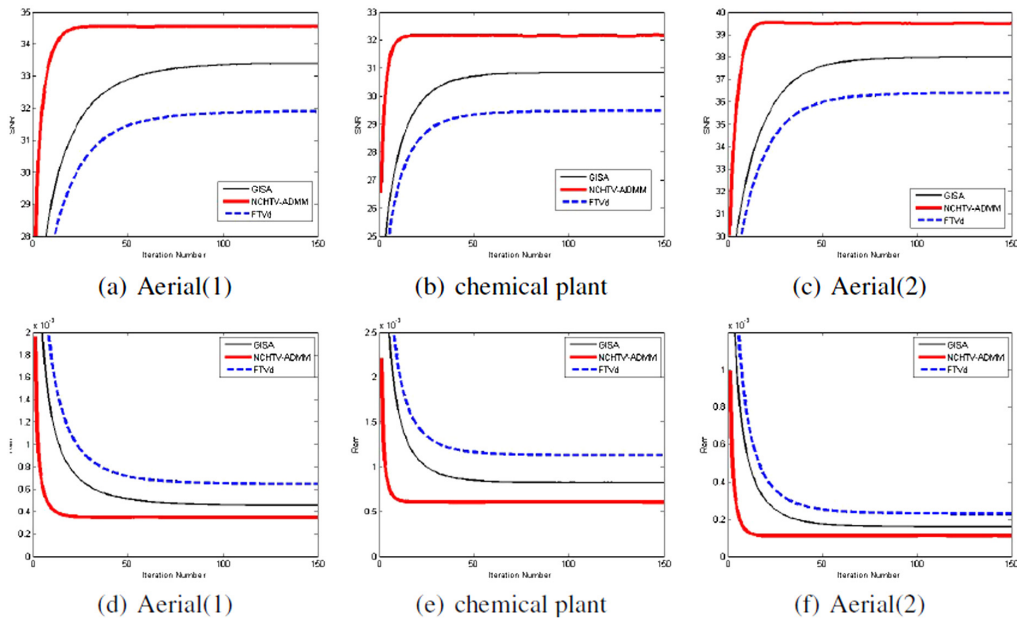 35
34
33
32
31
30
29
28
SNR
0 50 100 150
Iteration Number
GISA
NCHTV-ADMM
FTVd
(a) Aerial(1)
33
32
31
30
29
28
27
26
25
SNR
0 50 100 150
Iteration Number
GISA
NCHTV-ADMM
FTVd
(b) chemical plant
40
39
38
37
36
35
34
33
32
31
30
SNR
0 50 100 150
Iteration Number
GISA
NCHTV-ADMM
FTVd
(c) Aerial(2)
x 10⁻³
2
1.8
1.6
1.4
1.2
1
0.8
0.6
0.4
0.2
0
0 50 100 150
Iteration Number
GISA
NCHTV-ADMM
FTVd
(d) Aerial(1)
x 10⁻³
2.5
2
1.5
1
0.5
0
Rerr
0 50 100 150
Iteration Number
GISA
NCHTV-ADMM
FTVd
(e) chemical plant
x 10⁻³
1
0.8
0.6
0.4
0.2
0
Rerr
0 50 100 150
Iteration Number
GISA
NCHTV-ADMM
FTVd
(f) Aerial(2)